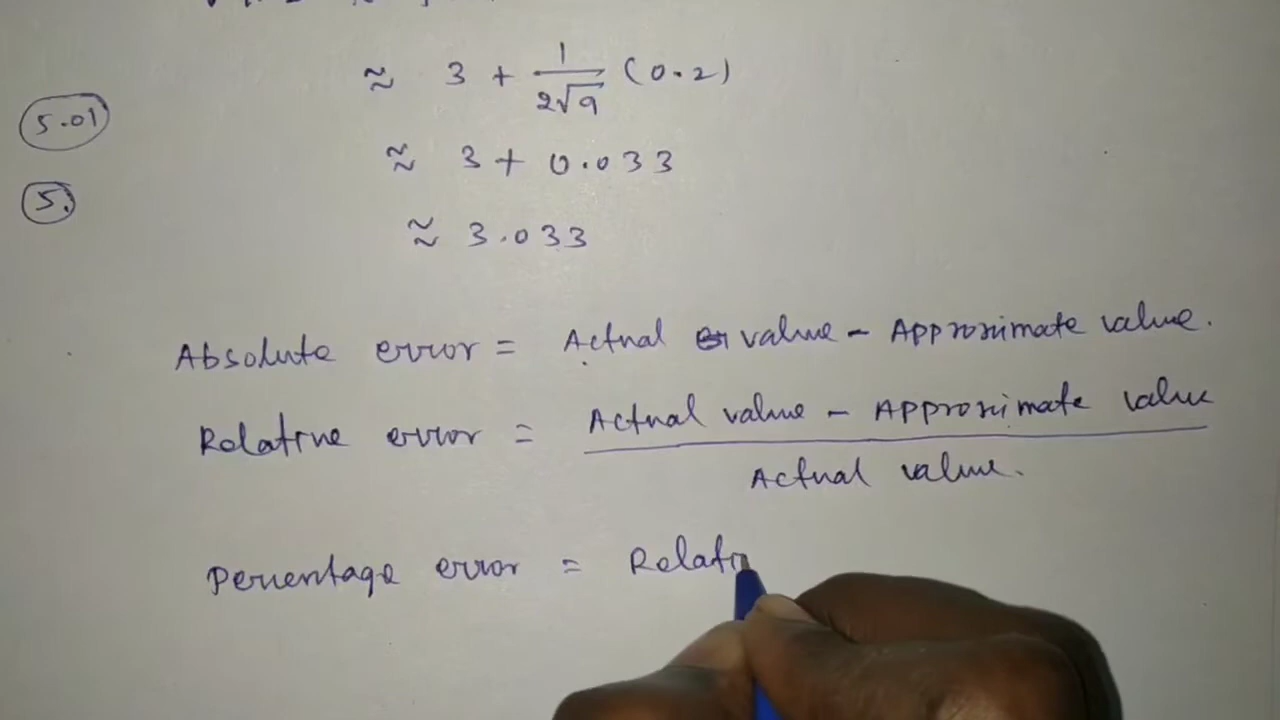 ≈ 3 + 1/(2√9) (0.2)
5.01
≈ 3 + 0.033
5.
≈ 3.033
Absolute error = Actual value - Approximate value.
Relative error = Actual value - Approximate value / Actual value.
Percentage error = Relati